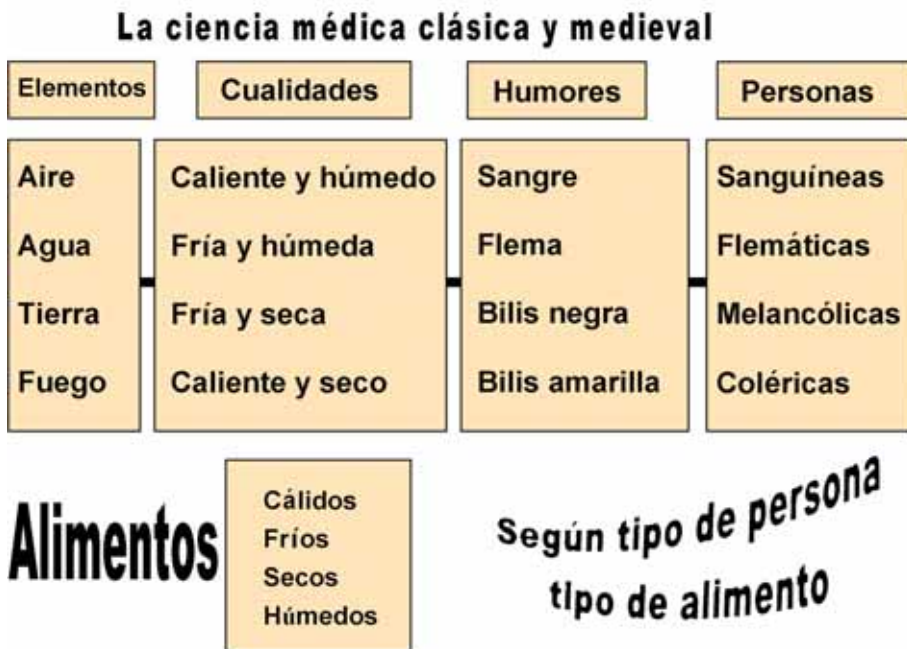 La ciencia médica clásica y medieval
Elementos
Cualidades
Humores
Personas
Aire
Agua
Tierra
Fuego
Caliente y húmedo
Fría y húmeda
Fría y seca
Caliente y seco
Sangre
Flema
Bilis negra
Bilis amarilla
Sanguíneas
Flemáticas
Melancólicas
Coléricas
Alimentos
Cálidos
Fríos
Secos
Húmedos
Según tipo de persona
tipo de alimento